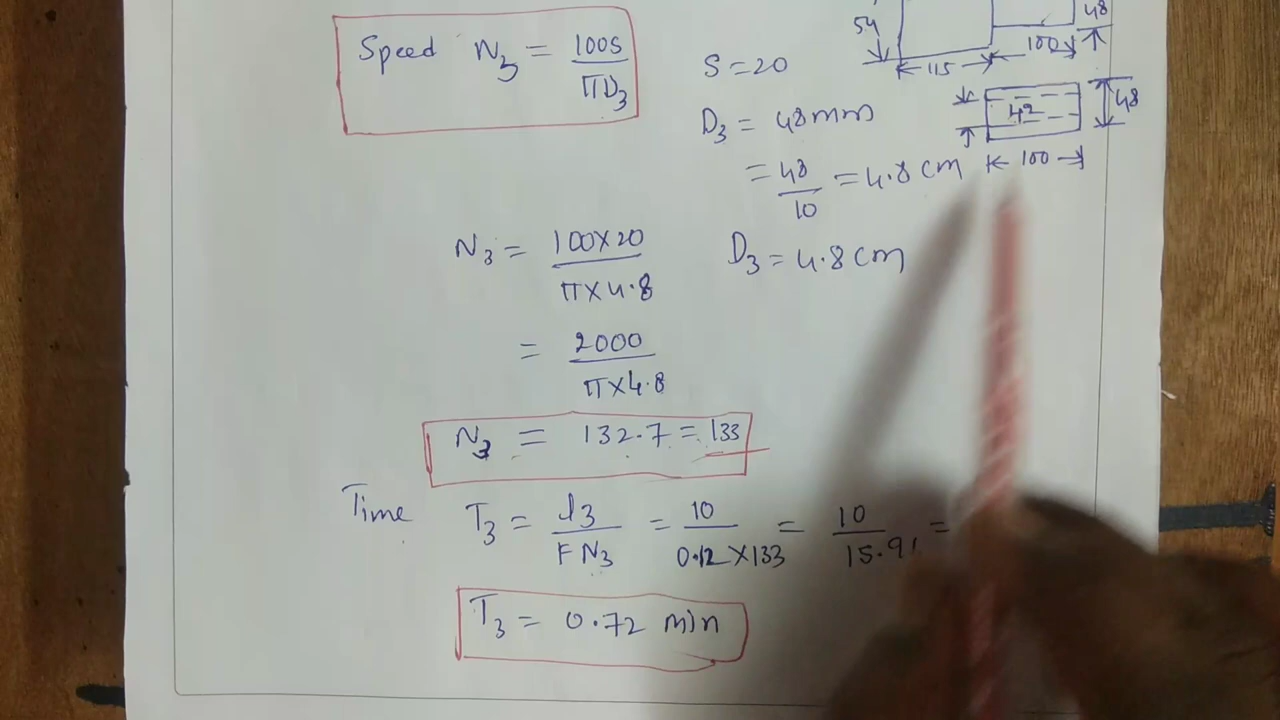 Speed N₃ = 100S / ΠD₃
54
48
115
100
S = 20
D₃ = 48mm
42
48
= 48/10 = 4.8 cm
100
N₃ = 100×20 / Π×4.8
D₃ = 4.8 cm
= 2000 / Π×4.8
N₃ = 132.7 = 133
Time T₃ = l₃ / F N₃ = 10 / 0.12×133 = 10 / 15.91 =
T₃ = 0.72 min